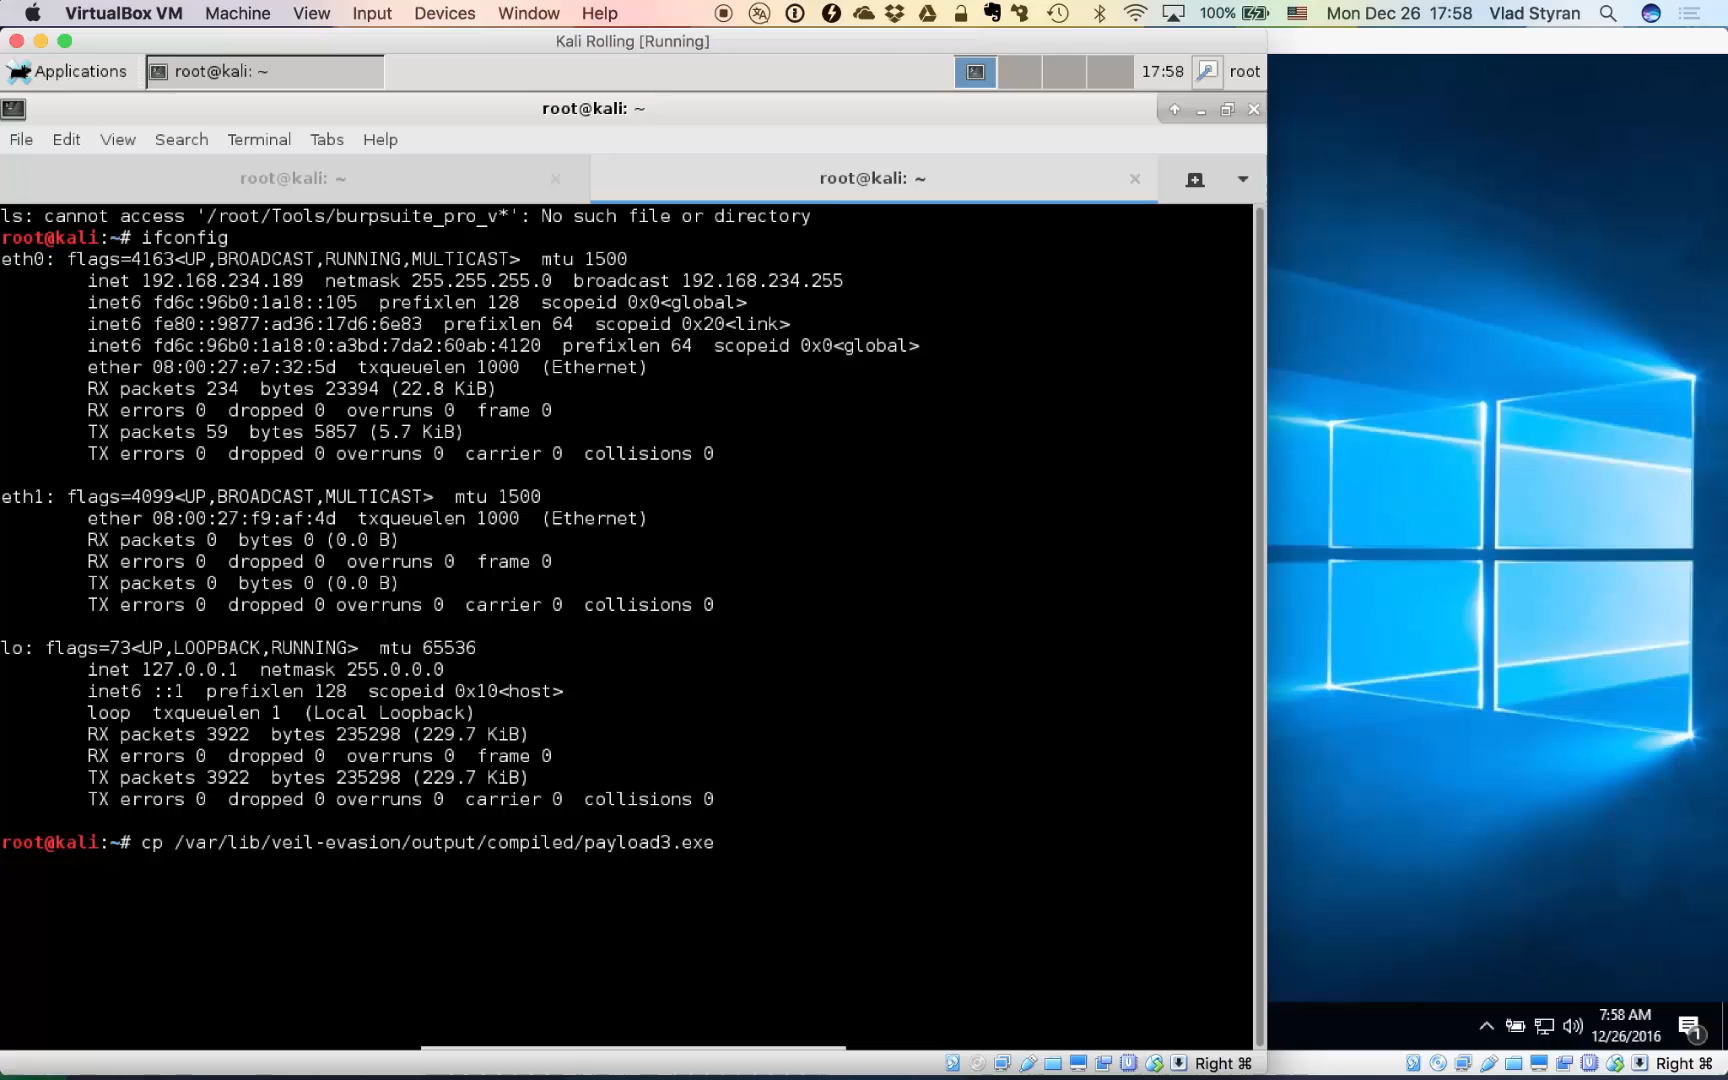 VirtualBox VM Machine View Input Devices Window Help 100% Mon Dec 26 17:58 Vlad Styran
Kali Rolling [Running]
Applications root@kali: ~ 17:58 root
root@kali: ~
File Edit View Search Terminal Tabs Help
root@kali: ~ root@kali: ~
ls: cannot access '/root/Tools/burpsuite_pro_v*': No such file or directory
root@kali:~# ifconfig
eth0: flags=4163<UP,BROADCAST,RUNNING,MULTICAST>  mtu 1500
        inet 192.168.234.189  netmask 255.255.255.0  broadcast 192.168.234.255
        inet6 fd6c:96b0:1a18::105  prefixlen 128  scopeid 0x0<global>
        inet6 fe80::9877:ad36:17d6:6e83  prefixlen 64  scopeid 0x20<link>
        inet6 fd6c:96b0:1a18:0:a3bd:7da2:60ab:4120  prefixlen 64  scopeid 0x0<global>
        ether 08:00:27:e7:32:5d  txqueuelen 1000  (Ethernet)
        RX packets 234  bytes 23394 (22.8 KiB)
        RX errors 0  dropped 0  overruns 0  frame 0
        TX packets 59  bytes 5857 (5.7 KiB)
        TX errors 0  dropped 0 overruns 0  carrier 0  collisions 0
eth1: flags=4099<UP,BROADCAST,MULTICAST>  mtu 1500
        ether 08:00:27:f9:af:4d  txqueuelen 1000  (Ethernet)
        RX packets 0  bytes 0 (0.0 B)
        RX errors 0  dropped 0  overruns 0  frame 0
        TX packets 0  bytes 0 (0.0 B)
        TX errors 0  dropped 0 overruns 0  carrier 0  collisions 0
lo: flags=73<UP,LOOPBACK,RUNNING>  mtu 65536
        inet 127.0.0.1  netmask 255.0.0.0
        inet6 ::1  prefixlen 128  scopeid 0x10<host>
        loop  txqueuelen 1  (Local Loopback)
        RX packets 3922  bytes 235298 (229.7 KiB)
        RX errors 0  dropped 0  overruns 0  frame 0
        TX packets 3922  bytes 235298 (229.7 KiB)
        TX errors 0  dropped 0 overruns 0  carrier 0  collisions 0
root@kali:~# cp /var/lib/veil-evasion/output/compiled/payload3.exe
7:58 AM
12/26/2016
1
Right ⌘ Right ⌘